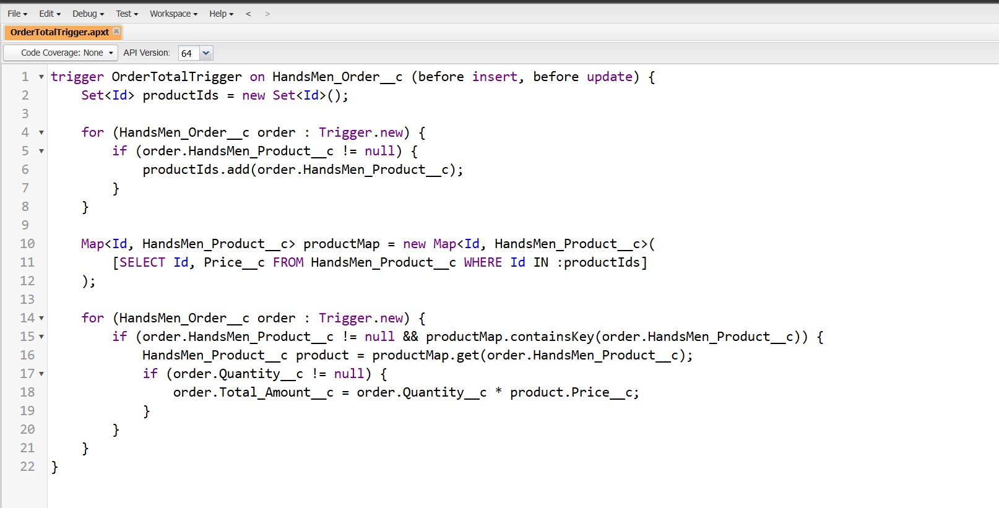 File Edit Debug Test Workspace Help < >
OrderTotalTrigger.apxt
Code Coverage: None API Version: 64
1 trigger OrderTotalTrigger on HandsMen_Order__c (before insert, before update) {
2     Set<Id> productIds = new Set<Id>();
3
4     for (HandsMen_Order__c order : Trigger.new) {
5         if (order.HandsMen_Product__c != null) {
6             productIds.add(order.HandsMen_Product__c);
7         }
8     }
9
10     Map<Id, HandsMen_Product__c> productMap = new Map<Id, HandsMen_Product__c>(
11         [SELECT Id, Price__c FROM HandsMen_Product__c WHERE Id IN :productIds]
12     );
13
14     for (HandsMen_Order__c order : Trigger.new) {
15         if (order.HandsMen_Product__c != null && productMap.containsKey(order.HandsMen_Product__c)) {
16             HandsMen_Product__c product = productMap.get(order.HandsMen_Product__c);
17             if (order.Quantity__c != null) {
18                 order.Total_Amount__c = order.Quantity__c * product.Price__c;
19             }
20         }
21     }
22 }